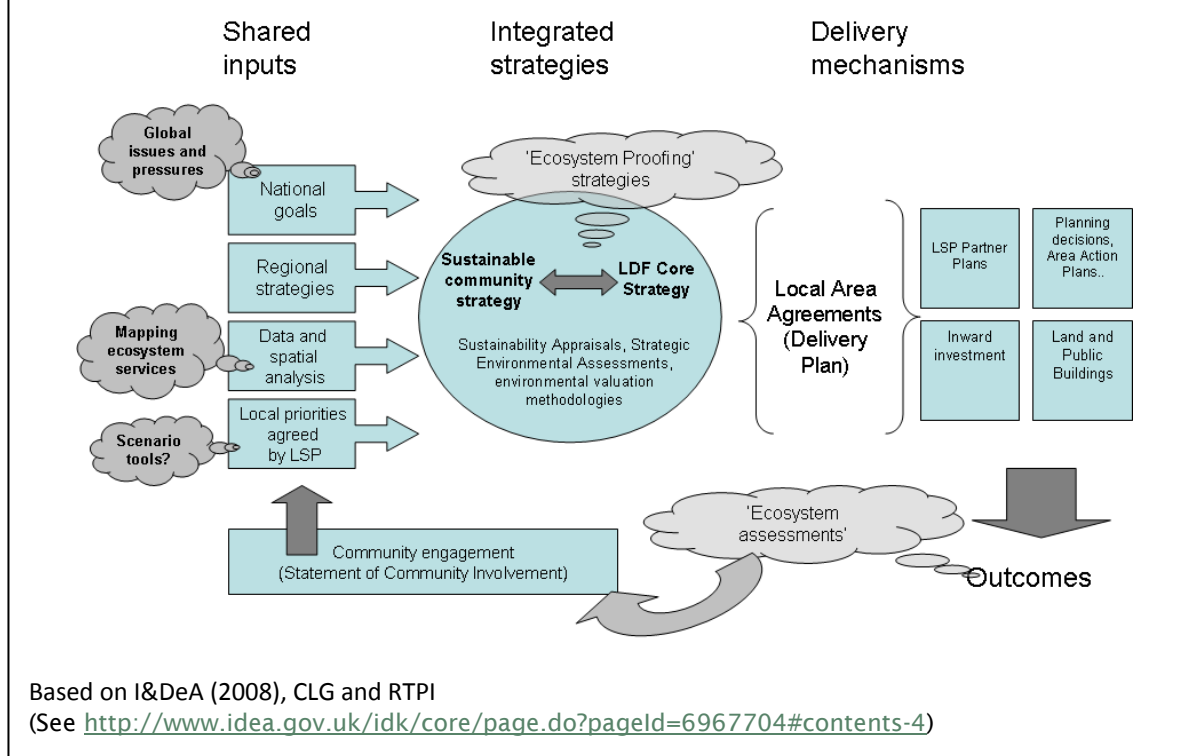 Shared
inputs
Integrated
strategies
Delivery
mechanisms
Global
issues and
pressures
National
goals
Regional
strategies
Mapping
ecosystem
services
Data and
spatial
analysis
Scenario
tools?
Local priorities
agreed
by LSP
'Ecosystem Proofing'
strategies
Sustainable
community
strategy
LDF Core
Strategy
Sustainability Appraisals, Strategic
Environmental Assessments,
environmental valuation
methodologies
Local Area
Agreements
(Delivery
Plan)
LSP Partner
Plans
Planning
decisions,
Area Action
Plans..
Inward
investment
Land and
Public
Buildings
Community engagement
(Statement of Community Involvement)
'Ecosystem
assessments'
Outcomes
Based on I&DeA (2008), CLG and RTPI
(See http://www.idea.gov.uk/idk/core/page.do?pageId=6967704#contents-4)